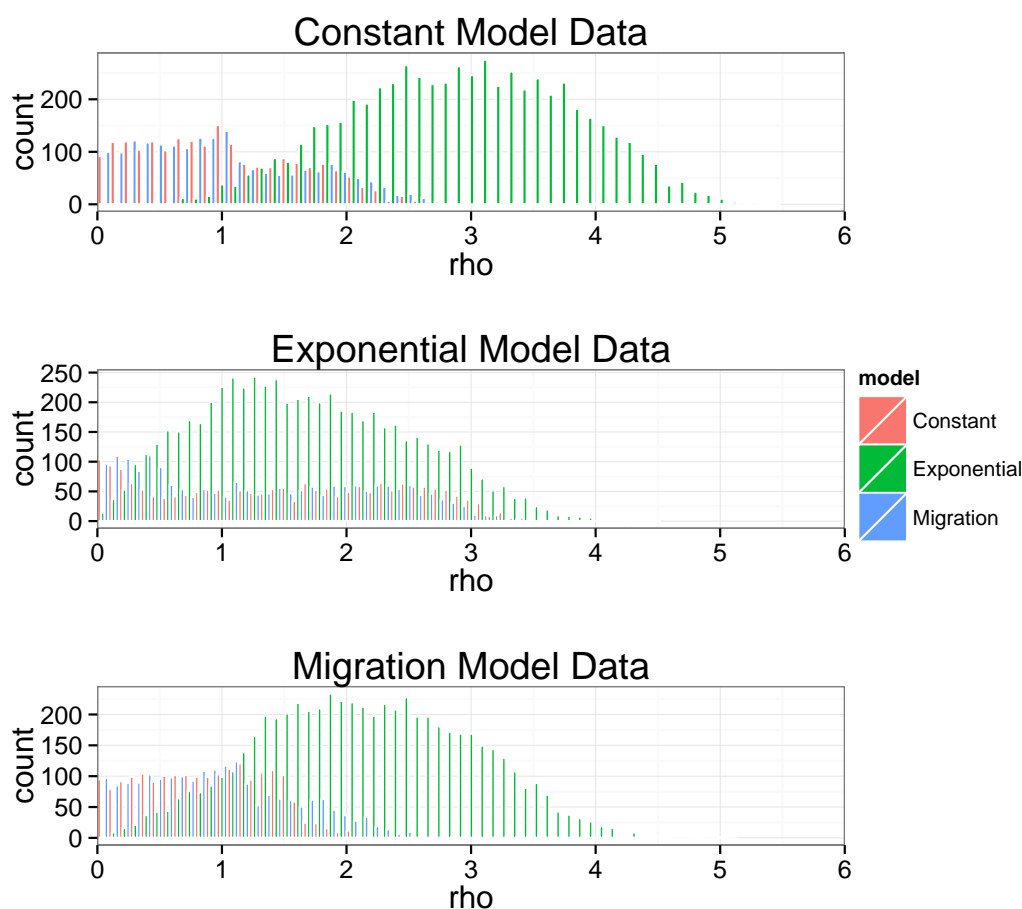 Constant Model Data
count
200
100
0
0 1 2 3 4 5 6
rho
Exponential Model Data
count
250
200
150
100
50
0
0 1 2 3 4 5 6
rho
model
Constant
Exponential
Migration
Migration Model Data
count
200
150
100
50
0
0 1 2 3 4 5 6
rho